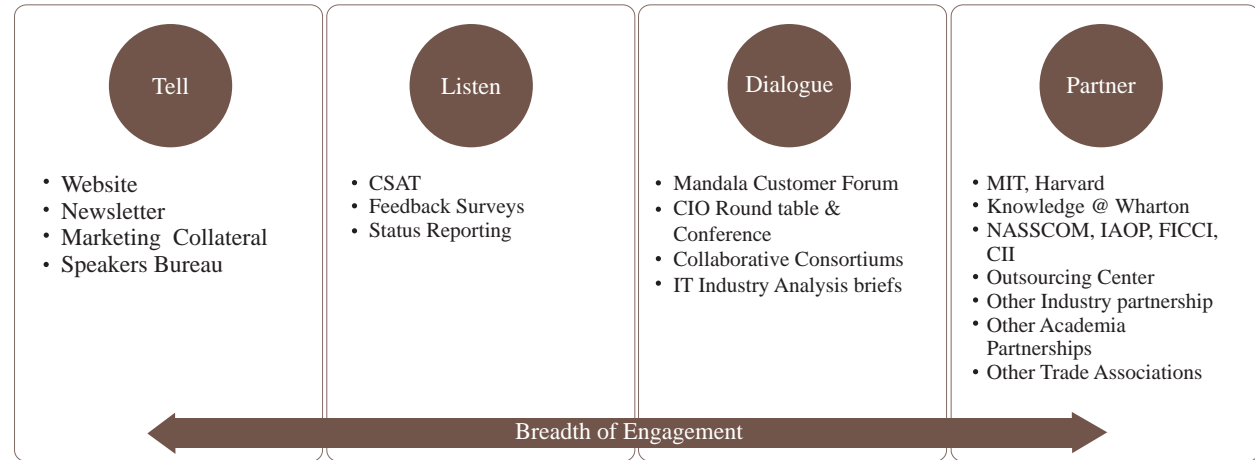 Tell
• Website
• Newsletter
• Marketing Collateral
• Speakers Bureau
Listen
• CSAT
• Feedback Surveys
• Status Reporting
Dialogue
• Mandala Customer Forum
• CIO Round table &
Conference
• Collaborative Consortiums
• IT Industry Analysis briefs
Partner
• MIT, Harvard
• Knowledge @ Wharton
• NASSCOM, IAOP, FICCI,
CII
• Outsourcing Center
• Other Industry partnership
• Other Academia
Partnerships
• Other Trade Associations
Breadth of Engagement